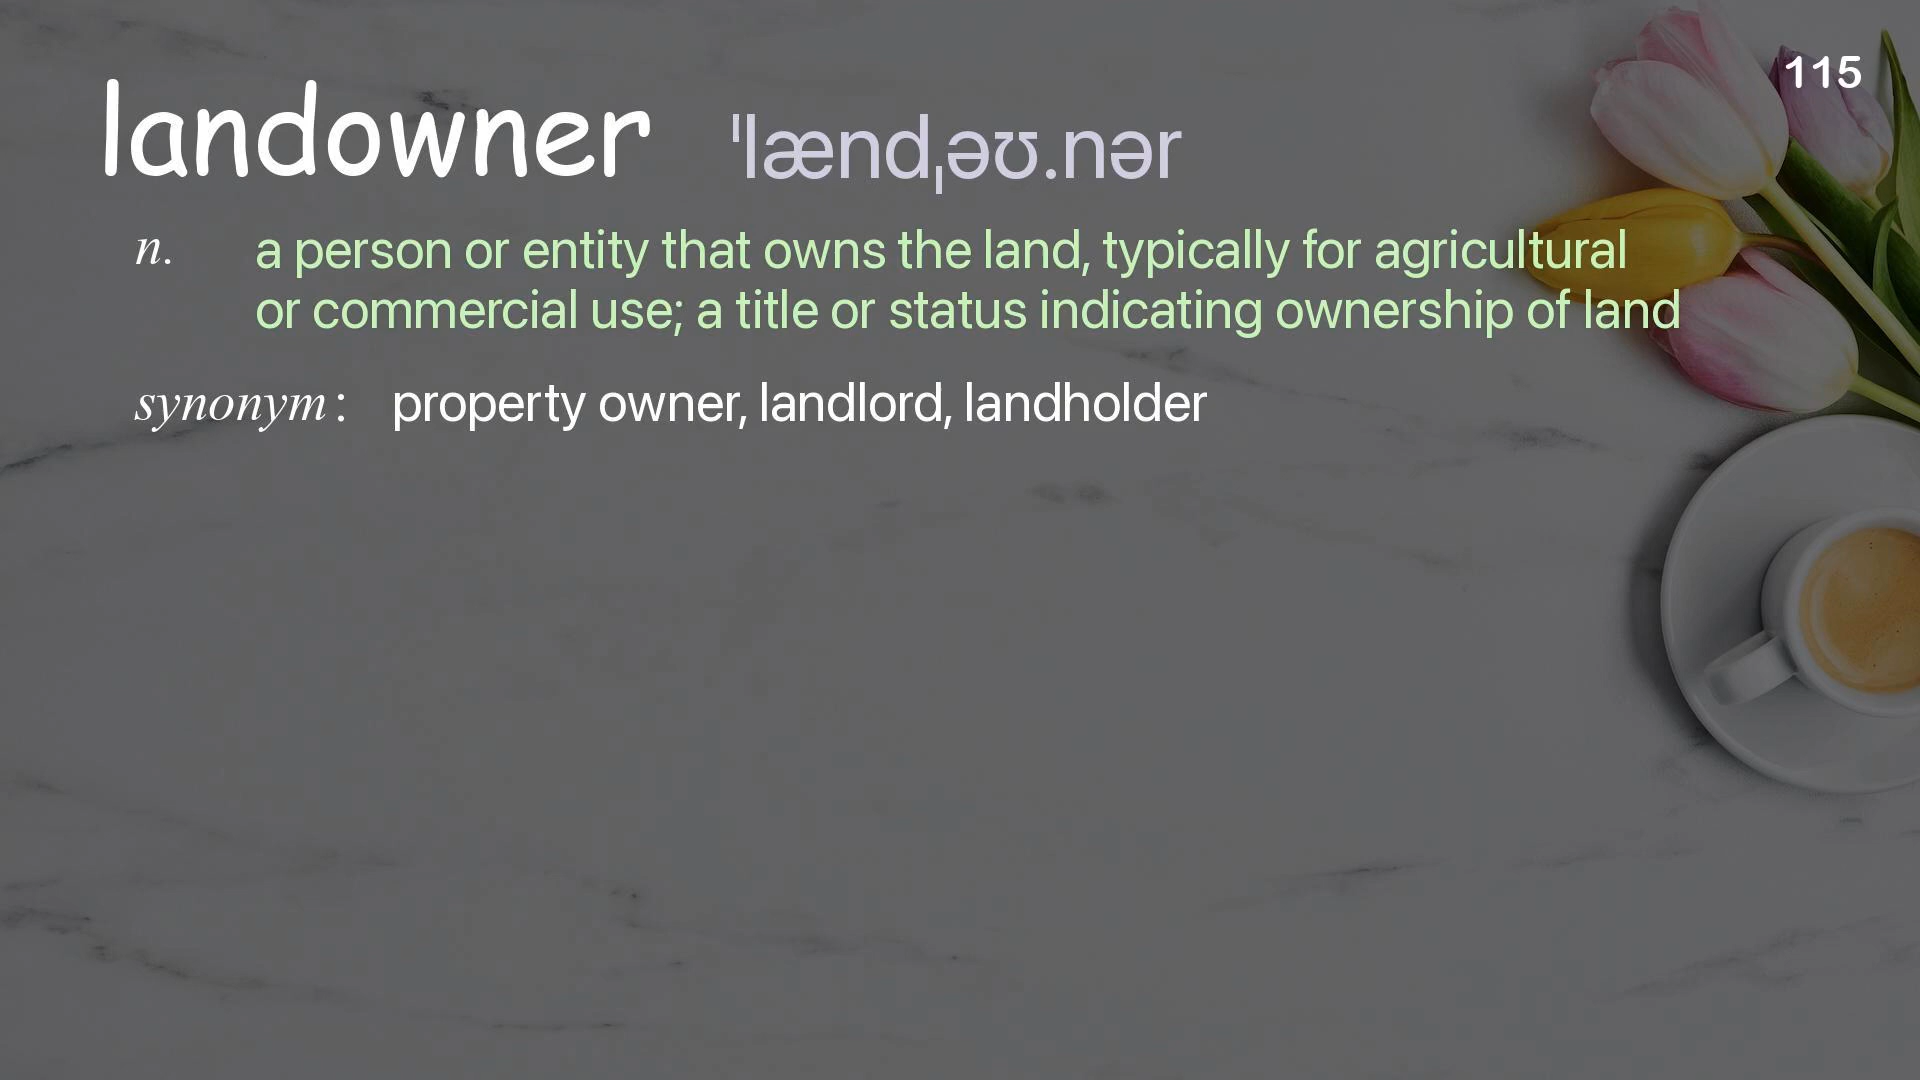 115
landowner ˈlændˌəʊ.nər
n. a person or entity that owns the land, typically for agricultural
or commercial use; a title or status indicating ownership of land
synonym : property owner, landlord, landholder